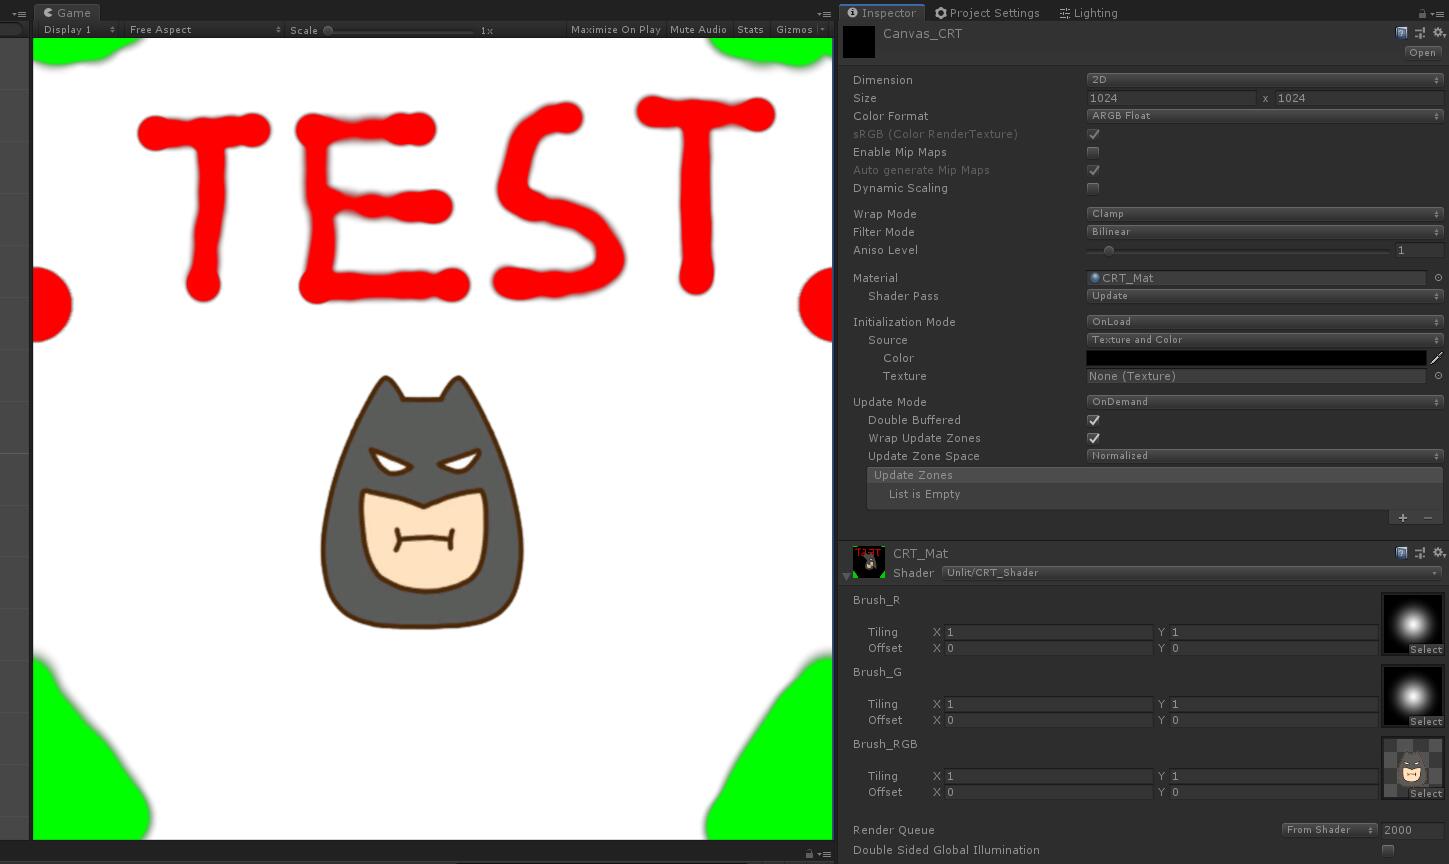 Game
Display 1 Free Aspect Scale 1x Maximize On Play Mute Audio Stats Gizmos
TEST
Inspector Project Settings Lighting
Canvas_CRT
Open
Dimension 2D
Size 1024 x 1024
Color Format ARGB Float
sRGB (Color RenderTexture)
Enable Mip Maps
Auto generate Mip Maps
Dynamic Scaling
Wrap Mode Clamp
Filter Mode Bilinear
Aniso Level 1
Material CRT_Mat
Shader Pass Update
Initialization Mode OnLoad
Source Texture and Color
Color
Texture None (Texture)
Update Mode OnDemand
Double Buffered
Wrap Update Zones
Update Zone Space Normalized
Update Zones
List is Empty
+ −
CRT_Mat
Shader Unlit/CRT_Shader
Brush_R
Tiling X 1 Y 1
Offset X 0 Y 0
Select
Brush_G
Tiling X 1 Y 1
Offset X 0 Y 0
Select
Brush_RGB
Tiling X 1 Y 1
Offset X 0 Y 0
Select
Render Queue From Shader 2000
Double Sided Global Illumination